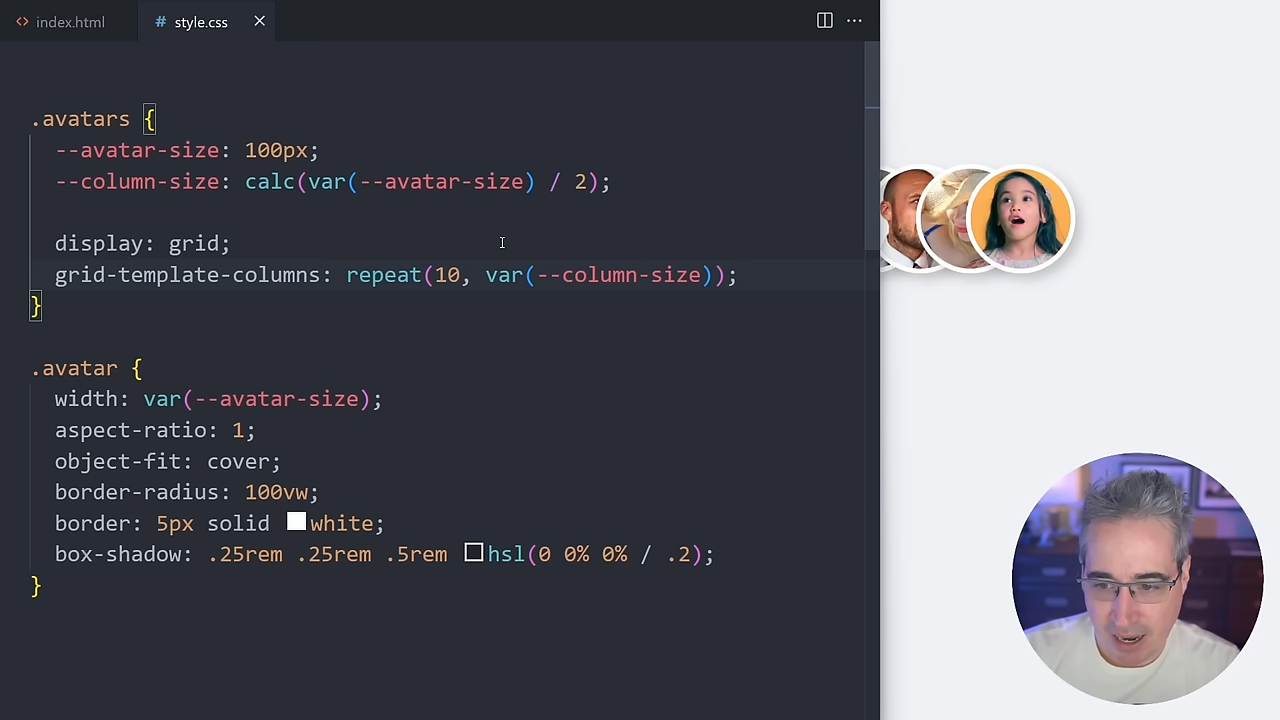 index.html
# style.css
.avatars {
--avatar-size: 100px;
--column-size: calc(var(--avatar-size) / 2);
display: grid;
grid-template-columns: repeat(10, var(--column-size));
}
.avatar {
width: var(--avatar-size);
aspect-ratio: 1;
object-fit: cover;
border-radius: 100vw;
border: 5px solid white;
box-shadow: .25rem .25rem .5rem hsl(0 0% 0% / .2);
}